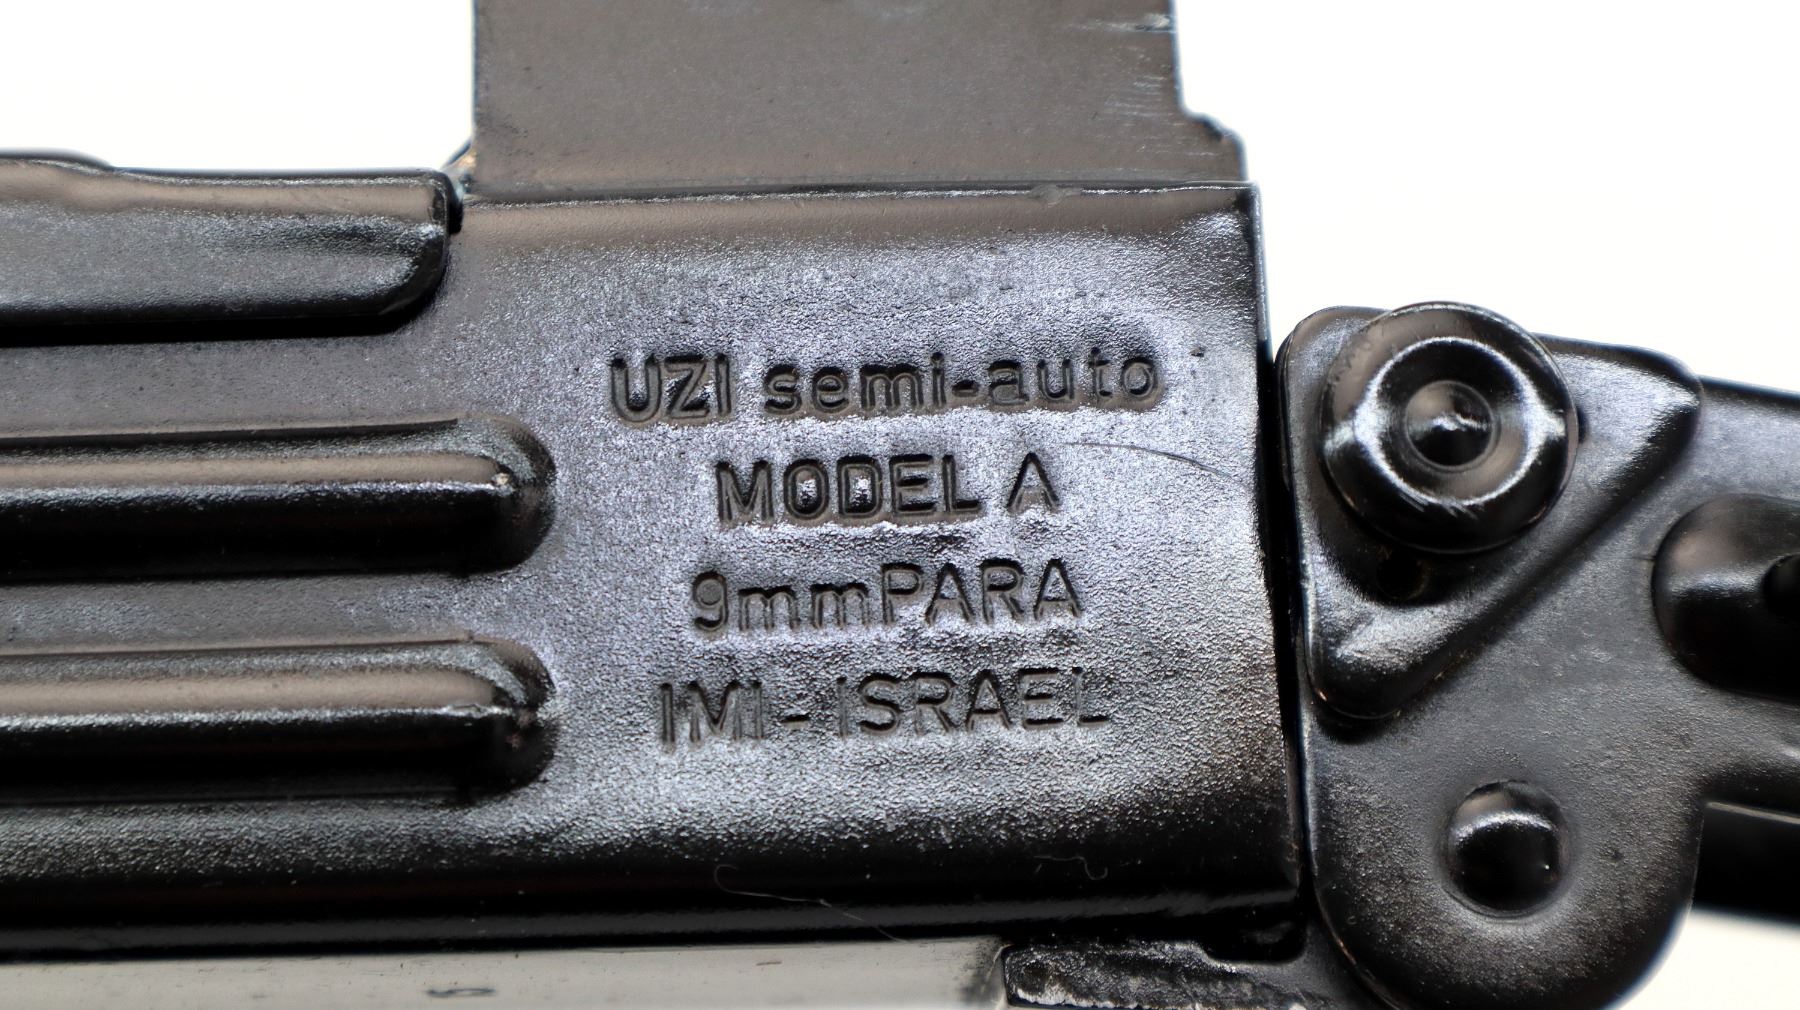 UZI semi-auto
MODEL A
9mmPARA
IMI-ISRAEL